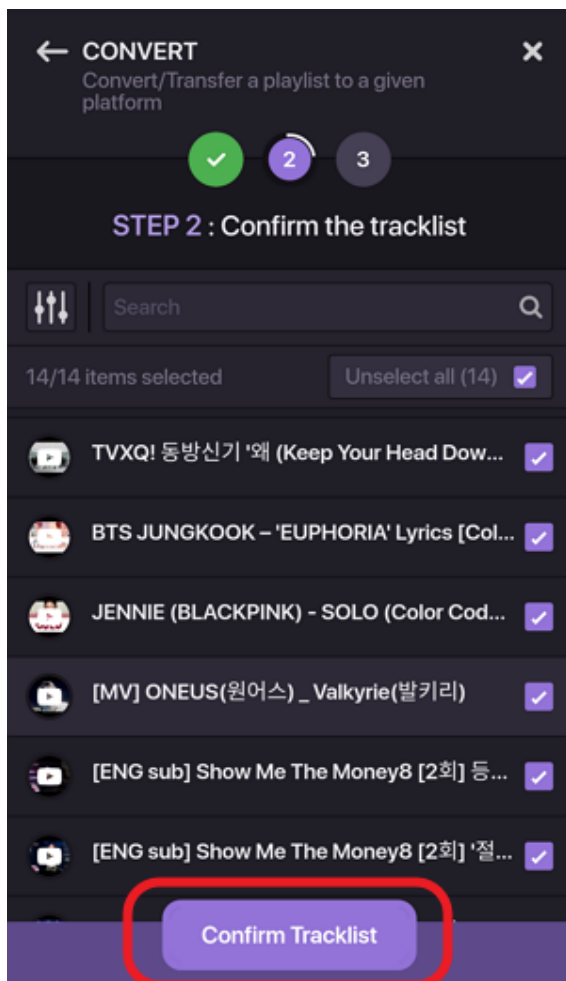 CONVERT
Convert/Transfer a playlist to a given
platform
2
3
STEP 2 : Confirm the tracklist
Search
14/14 items selected
Unselect all (14)
TVXQ! 동방신기 '왜 (Keep Your Head Dow...
BTS JUNGKOOK – 'EUPHORIA' Lyrics [Col...
JENNIE (BLACKPINK) - SOLO (Color Cod...
[MV] ONEUS(원어스) _ Valkyrie(발키리)
[ENG sub] Show Me The Money8 [2회] 등...
[ENG sub] Show Me The Money8 [2회] '절...
Confirm Tracklist